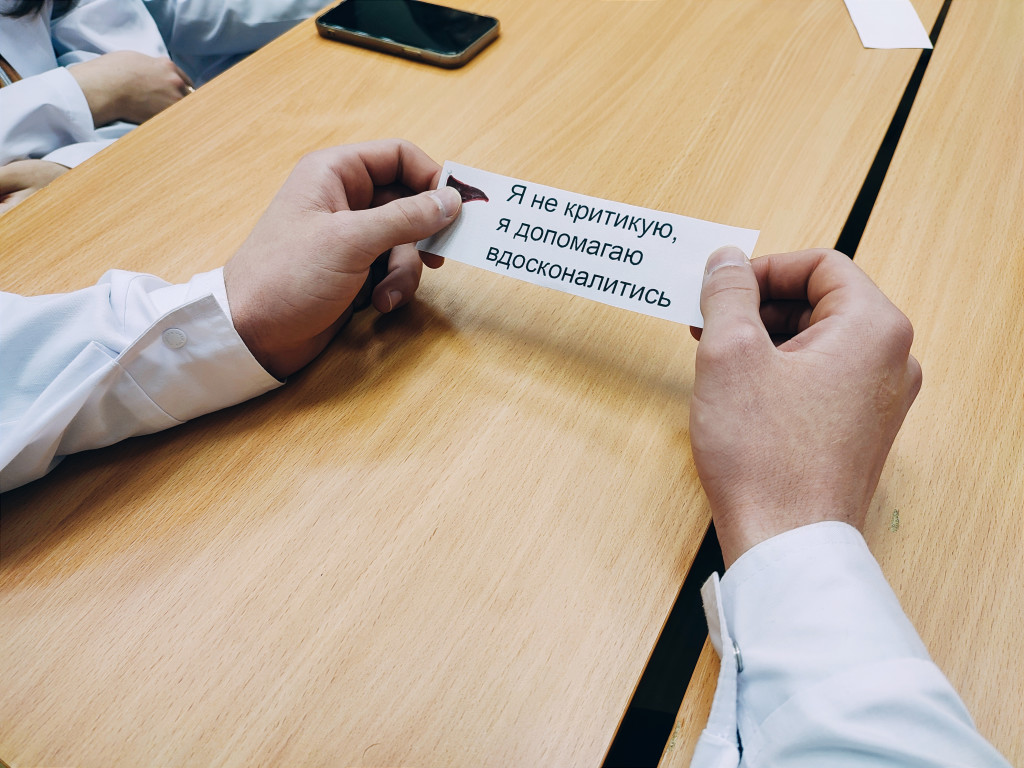 Я не критикую,
я допомагаю
вдосконалитись